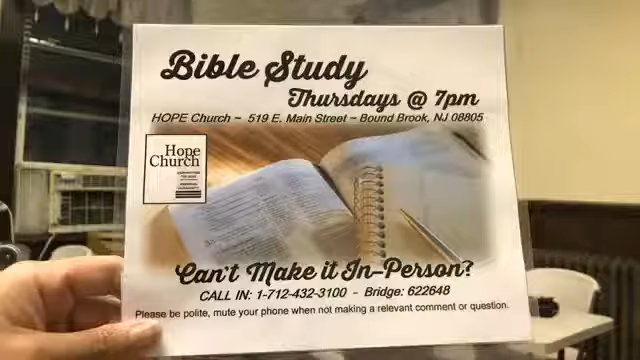 Bible Study
Thursdays @ 7pm
HOPE Church ~ 519 E. Main Street ~ Bound Brook, NJ 08805
Hope
Church
Can't Make it In-Person?
CALL IN: 1-712-432-3100 - Bridge: 622648
Please be polite, mute your phone when not making a relevant comment or question.